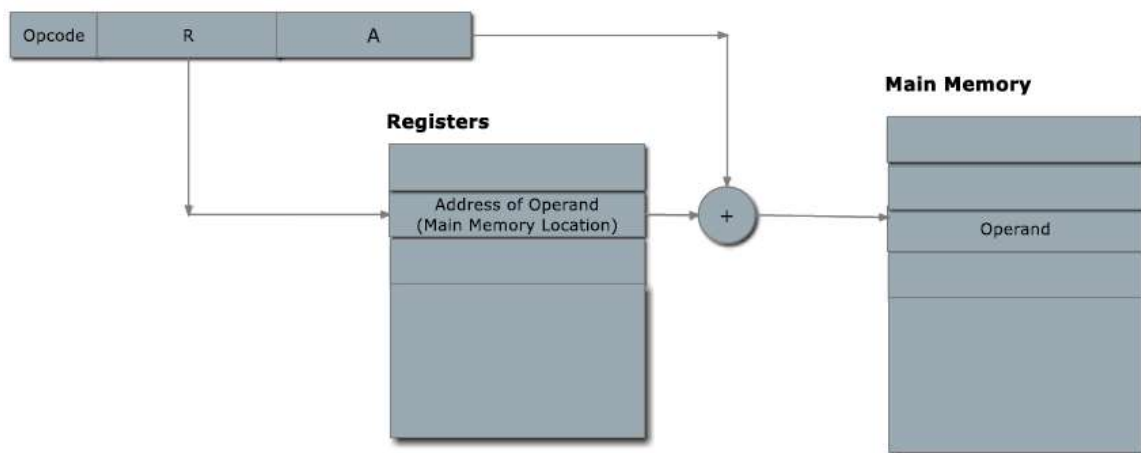 Opcode
R
A
Main Memory
Registers
Address of Operand
(Main Memory Location)
+
Operand